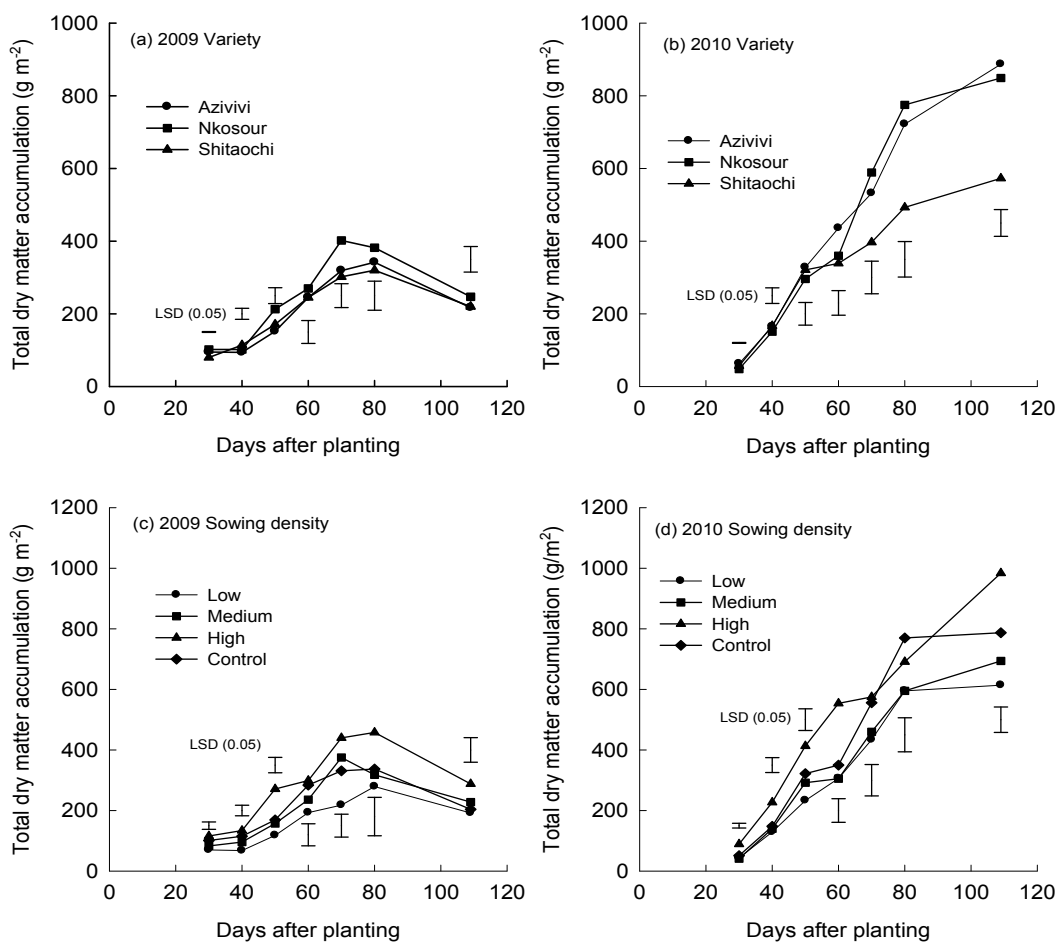 (a) 2009 Variety
Total dry matter accumulation (g m-2)
1000
800
600
400
200
0
Azivivi
Nkosour
Shitaochi
LSD (0.05)
0 20 40 60 80 100 120
Days after planting
(b) 2010 Variety
Total dry matter accumulation (g m-2)
1000
800
600
400
200
0
Azivivi
Nkosour
Shitaochi
LSD (0.05)
0 20 40 60 80 100 120
Days after planting
(c) 2009 Sowing density
Total dry matter accumulation (g m-2)
1200
1000
800
600
400
200
0
Low
Medium
High
Control
LSD (0.05)
0 20 40 60 80 100 120
Days after planting
(d) 2010 Sowing density
Total dry matter accumulation (g/m²)
1200
1000
800
600
400
200
0
Low
Medium
High
Control
LSD (0.05)
0 20 40 60 80 100 120
Days after planting